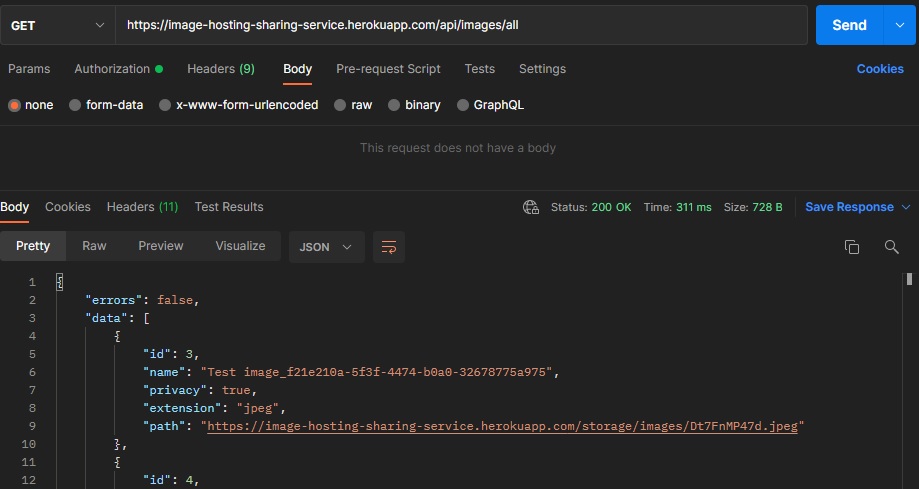 GET https://image-hosting-sharing-service.herokuapp.com/api/images/all Send
Params Authorization Headers (9) Body Pre-request Script Tests Settings Cookies
none form-data x-www-form-urlencoded raw binary GraphQL
This request does not have a body
Body Cookies Headers (11) Test Results Status: 200 OK Time: 311 ms Size: 728 B Save Response
Pretty Raw Preview Visualize JSON
1 {
2 "errors": false,
3 "data": [
4 {
5 "id": 3,
6 "name": "Test image_f21e210a-5f3f-4474-b0a0-32678775a975",
7 "privacy": true,
8 "extension": "jpeg",
9 "path": "https://image-hosting-sharing-service.herokuapp.com/storage/images/Dt7FnMP47d.jpeg"
10 },
11 {
12 "id": 4,